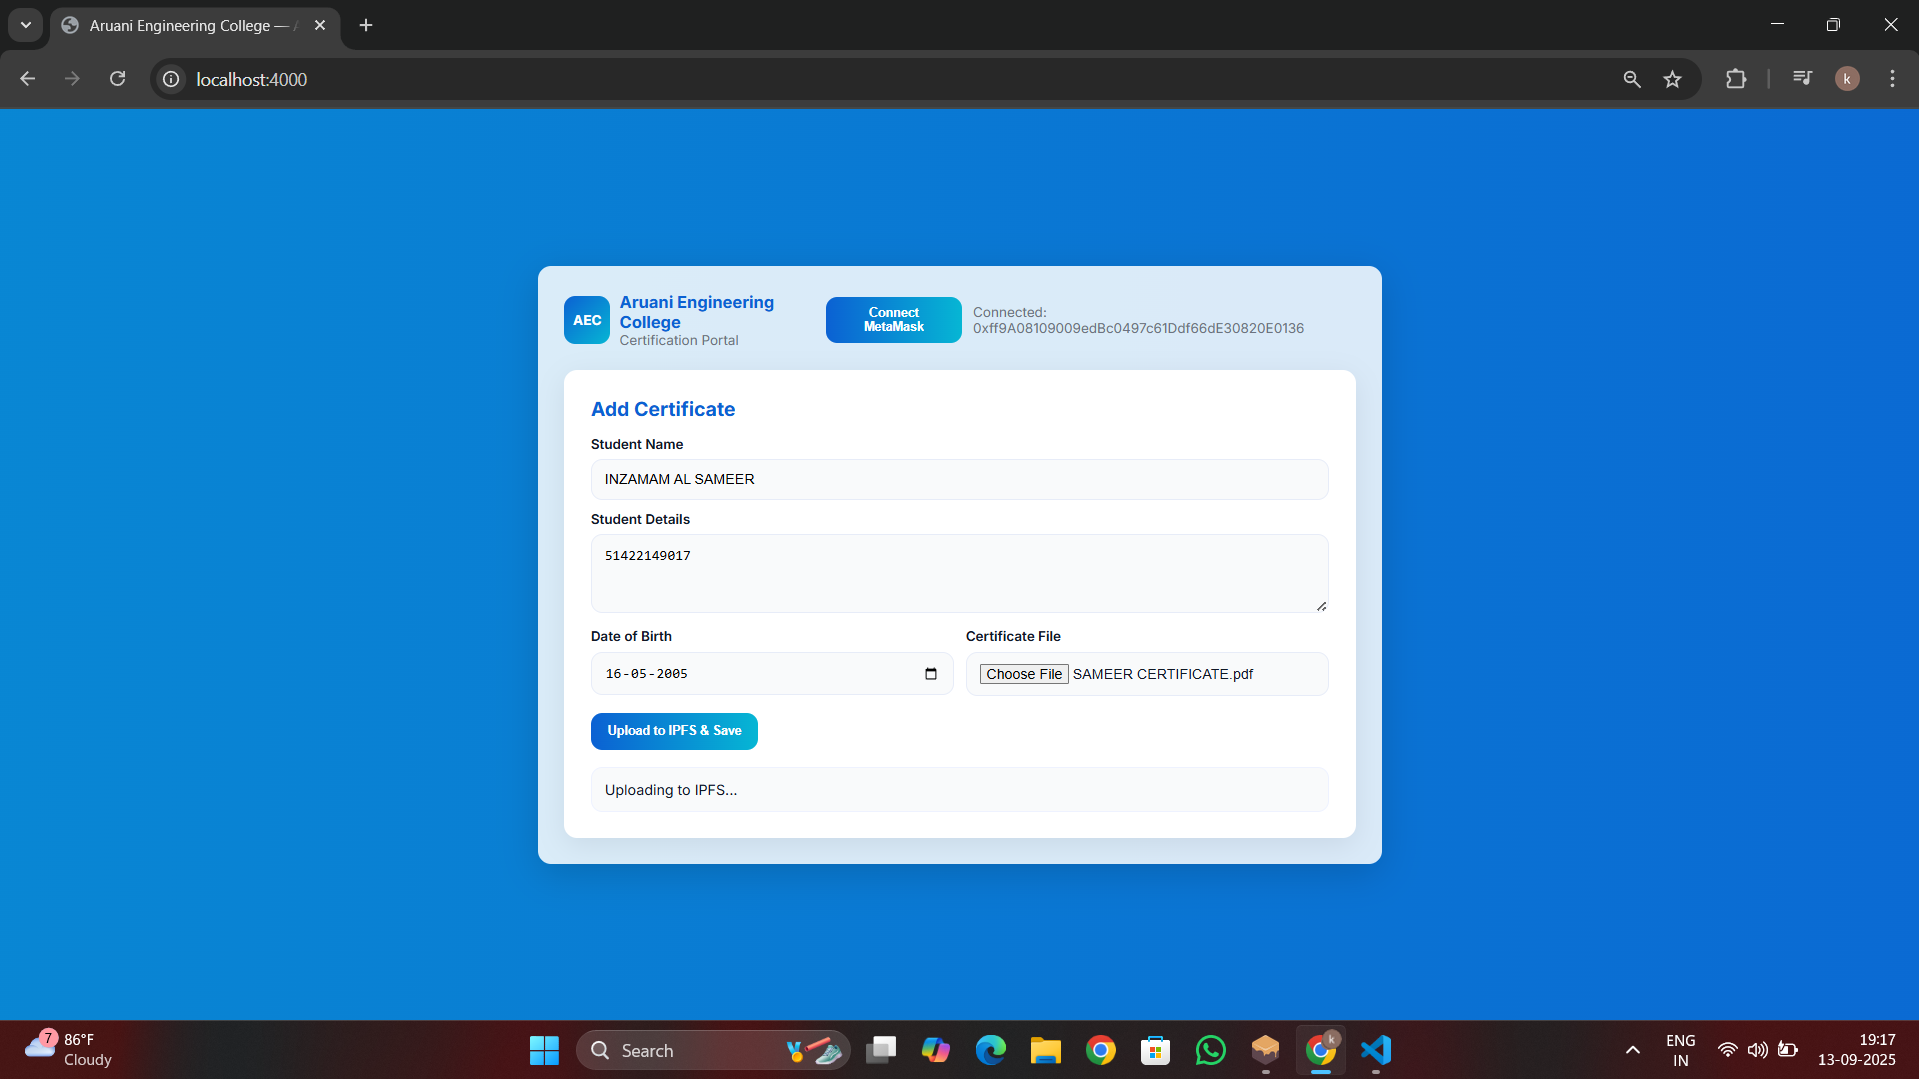 Aruani Engineering College —
localhost:4000
k
AEC
Aruani Engineering
College
Certification Portal
Connect
MetaMask
Connected:
0xff9A08109009edBc0497c61Ddf66dE30820E0136
Add Certificate
Student Name
INZAMAM AL SAMEER
Student Details
51422149017
Date of Birth
Certificate File
16-05-2005
Choose File SAMEER CERTIFICATE.pdf
Upload to IPFS & Save
Uploading to IPFS...
7
86°F
Cloudy
Search
k
ENG
IN
19:17
13-09-2025